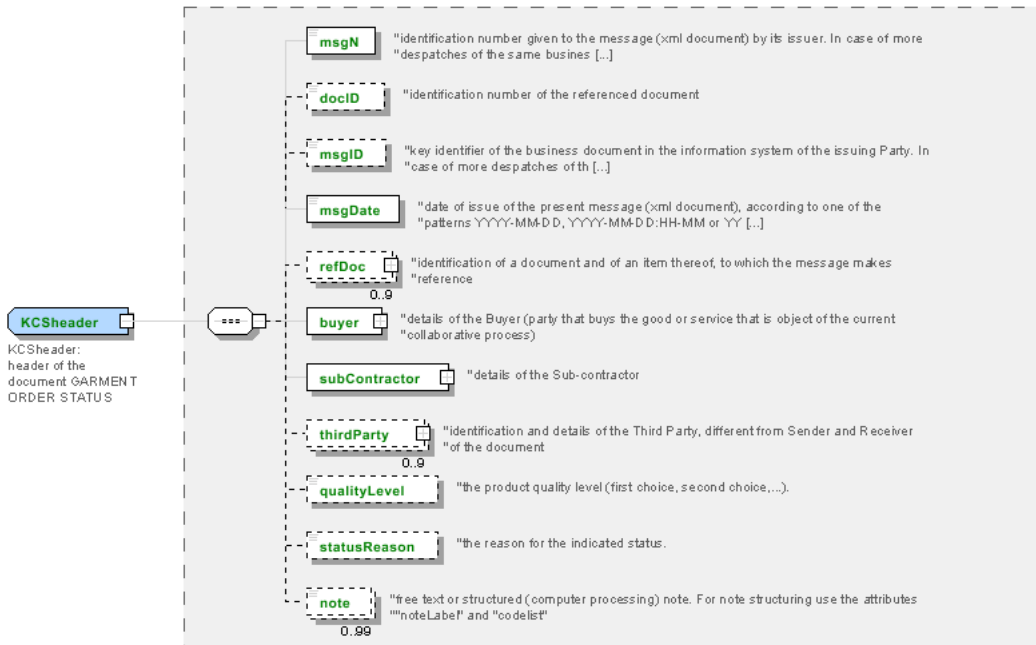 msgN
"identification number given to the message (xml document) by its issuer. In case of more
"despatches of the same busines [...]
docID
"identification number of the referenced document
msgID
"key identifier of the business document in the information system of the issuing Party. In
"case of more despatches of th [...]
msgDate
"date of issue of the present message (xml document), according to one of the
"patterns YYYY-MM-DD, YYYY-MM-DD:HH-MM or YY [...]
refDoc
"identification of a document and of an item thereof, to which the message makes
"reference
0..9
KCSheader
KCSheader:
header of the
document GARMENT
ORDER STATUS
buyer
"details of the Buyer (party that buys the good or service that is object of the current
"collaborative process)
subContractor
"details of the Sub-contractor
thirdParty
"identification and details of the Third Party, different from Sender and Receiver
"of the document
0..9
qualityLevel
"the product quality level (first choice, second choice,...).
statusReason
"the reason for the indicated status.
note
"free text or structured (computer processing) note. For note structuring use the attributes
""noteLabel" and "codelist"
0..99